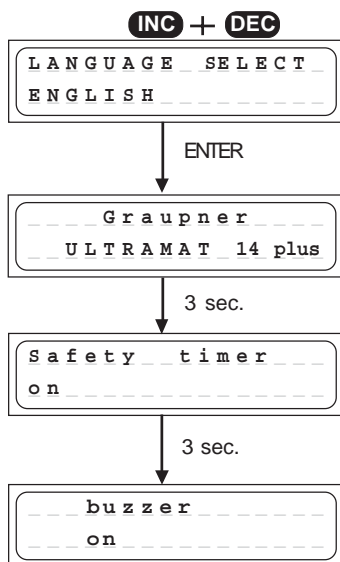 INC + DEC
LANGUAGE SELECT
ENGLISH
ENTER
Graupner
ULTRAMAT 14 plus
3 sec.
Safety timer
on
3 sec.
buzzer
on